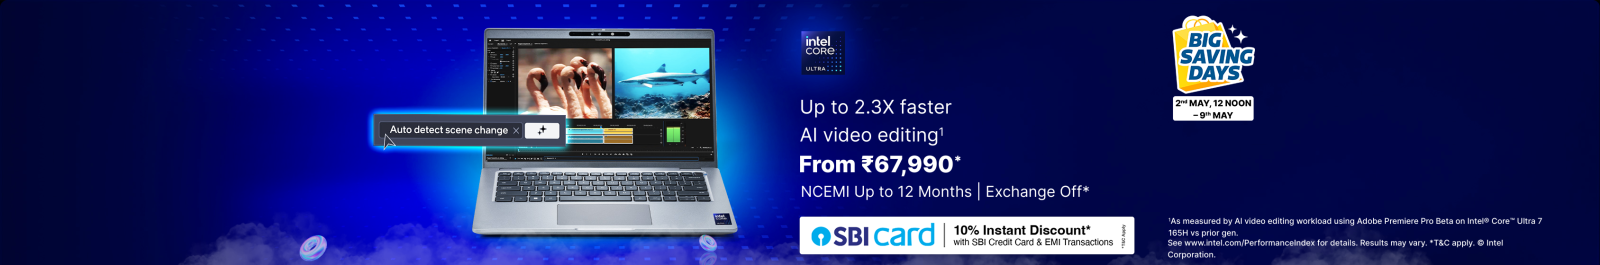 Auto detect scene change ×
intel
CORE
ULTRA
Up to 2.3X faster
AI video editing¹
From ₹67,990*
NCEMI Up to 12 Months | Exchange Off*
SBI card
10% Instant Discount*
with SBI Credit Card & EMI Transactions
BIG
SAVING
DAYS
2ⁿᵈ MAY, 12 NOON
– 9ᵗʰ MAY
¹As measured by AI video editing workload using Adobe Premiere Pro Beta on Intel® Core™ Ultra 7
165H vs prior gen.
See www.intel.com/PerformanceIndex for details. Results may vary. *T&C apply. © Intel
Corporation.